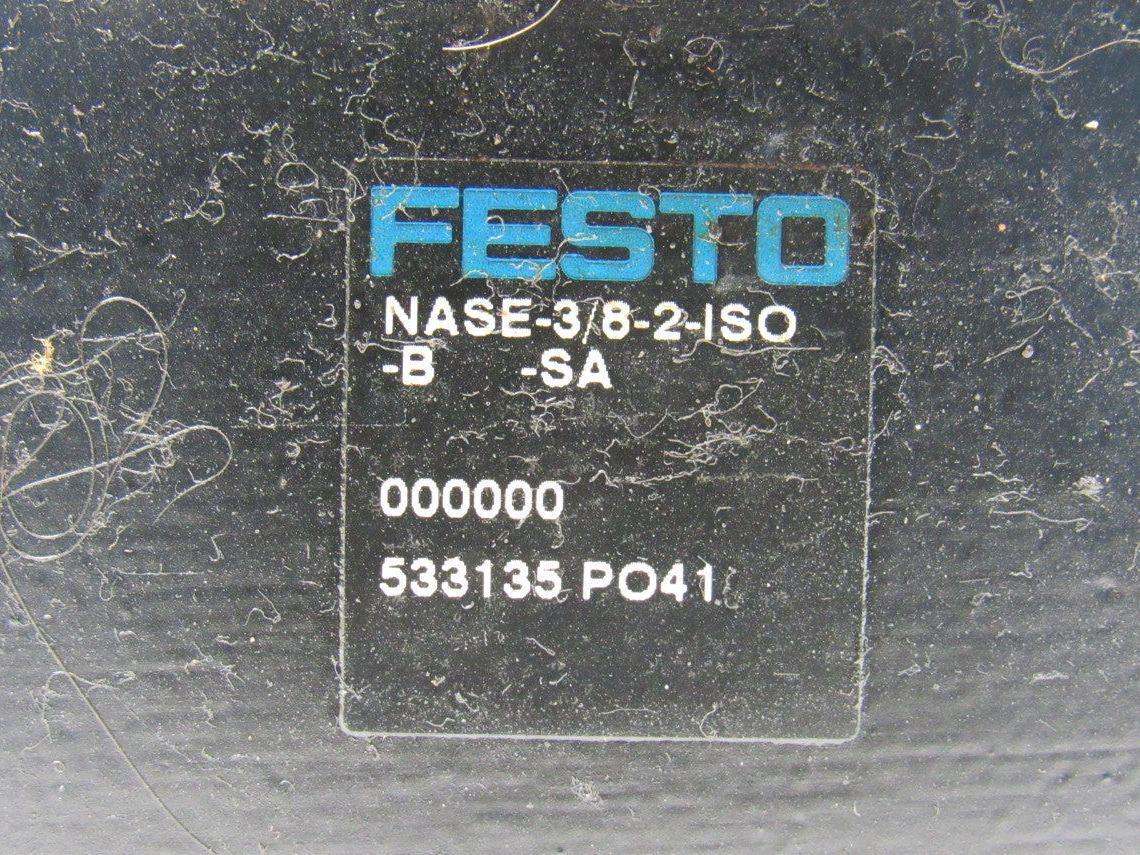 FESTO
NASE-3/8-2-ISO
-B -SA
000000
533135 PO41